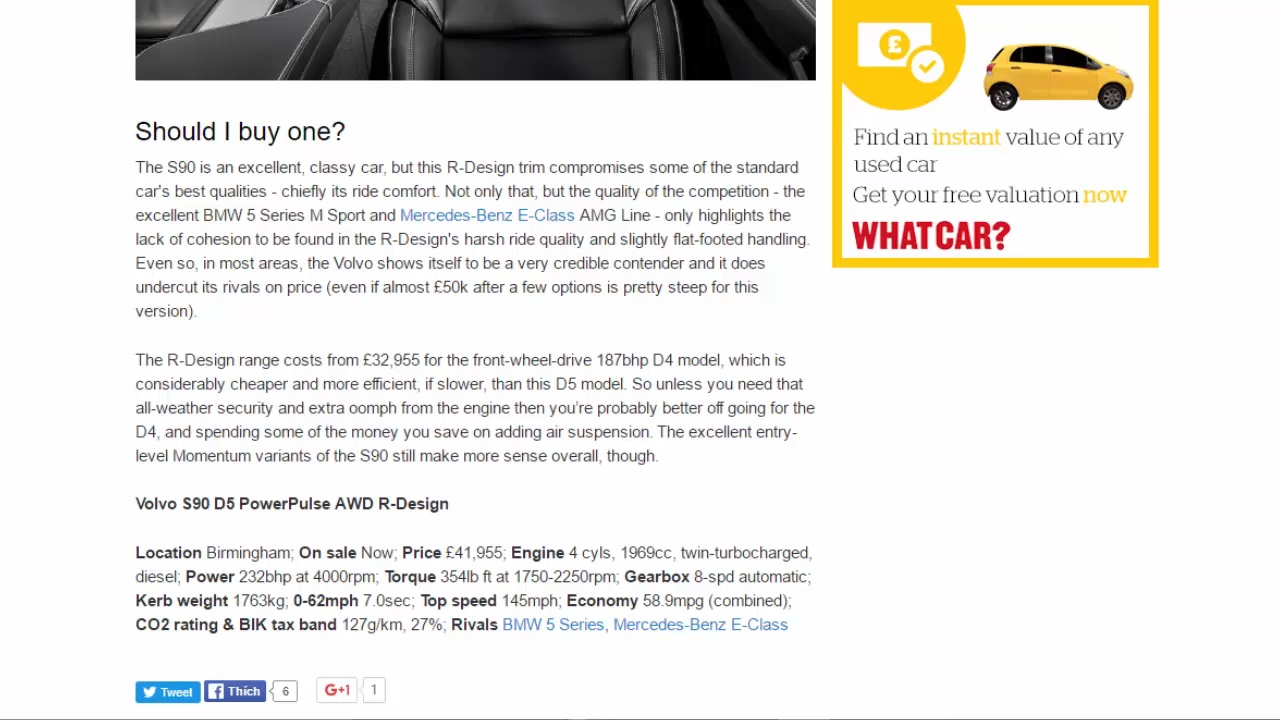 Should I buy one?
The S90 is an excellent, classy car, but this R-Design trim compromises some of the standard
car's best qualities - chiefly its ride comfort. Not only that, but the quality of the competition - the
excellent BMW 5 Series M Sport and Mercedes-Benz E-Class AMG Line - only highlights the
lack of cohesion to be found in the R-Design's harsh ride quality and slightly flat-footed handling.
Even so, in most areas, the Volvo shows itself to be a very credible contender and it does
undercut its rivals on price (even if almost £50k after a few options is pretty steep for this
version).
The R-Design range costs from £32,955 for the front-wheel-drive 187bhp D4 model, which is
considerably cheaper and more efficient, if slower, than this D5 model. So unless you need that
all-weather security and extra oomph from the engine then you're probably better off going for the
D4, and spending some of the money you save on adding air suspension. The excellent entry-
level Momentum variants of the S90 still make more sense overall, though.
Volvo S90 D5 PowerPulse AWD R-Design
Location Birmingham; On sale Now; Price £41,955; Engine 4 cyls, 1969cc, twin-turbocharged,
diesel; Power 232bhp at 4000rpm; Torque 354lb ft at 1750-2250rpm; Gearbox 8-spd automatic;
Kerb weight 1763kg; 0-62mph 7.0sec; Top speed 145mph; Economy 58.9mpg (combined);
CO2 rating & BIK tax band 127g/km, 27%; Rivals BMW 5 Series, Mercedes-Benz E-Class
Tweet Thích 6 G+1 1
£
Find an instant value of any
used car
Get your free valuation now
WHAT CAR?